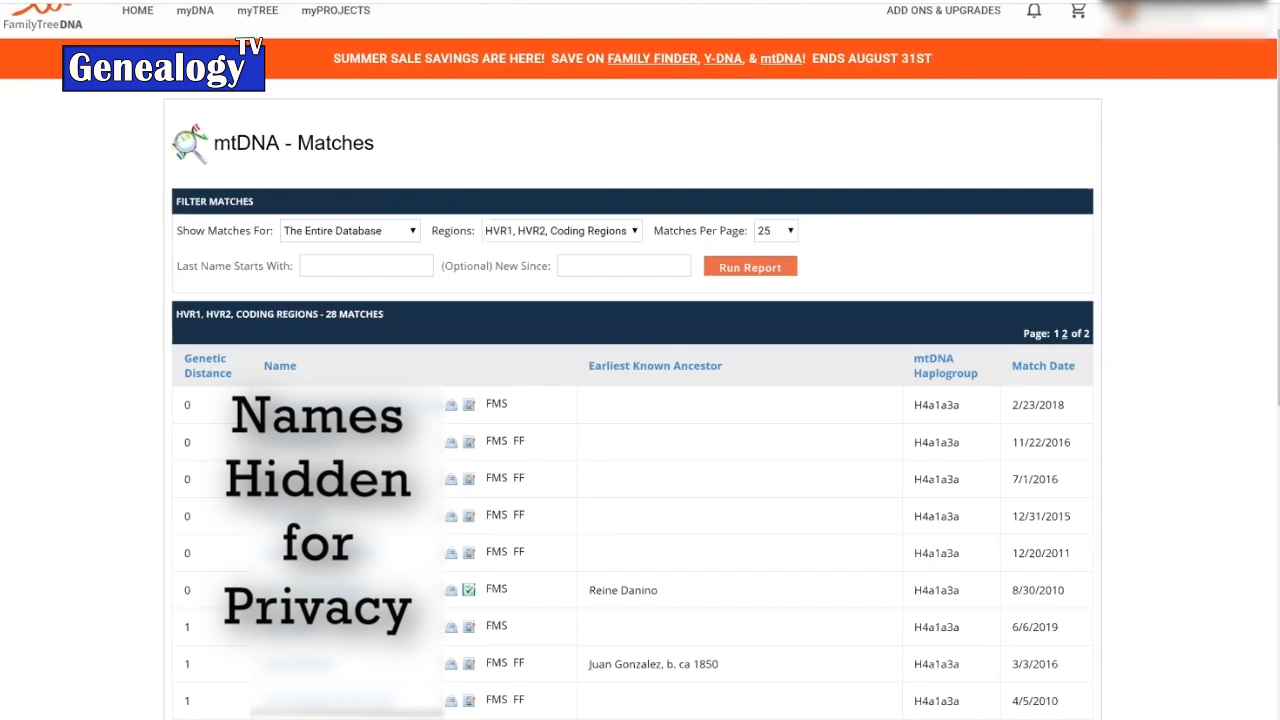 FamilyTreeDNA
HOME myDNA myTREE myPROJECTS ADD ONS & UPGRADES
Genealogy TV
SUMMER SALE SAVINGS ARE HERE! SAVE ON FAMILY FINDER, Y-DNA, & mtDNA! ENDS AUGUST 31ST
mtDNA - Matches
FILTER MATCHES
Show Matches For: The Entire Database Regions: HVR1, HVR2, Coding Regions Matches Per Page: 25
Last Name Starts With: (Optional) New Since: Run Report
HVR1, HVR2, CODING REGIONS - 28 MATCHES
Page: 1 2 of 2
Genetic Distance Name Earliest Known Ancestor mtDNA Haplogroup Match Date
0 FMS H4a1a3a 2/23/2018
0 FMS FF H4a1a3a 11/22/2016
0 FMS FF H4a1a3a 7/1/2016
0 FMS FF H4a1a3a 12/31/2015
0 FMS FF H4a1a3a 12/20/2011
0 FMS Reine Danino H4a1a3a 8/30/2010
1 FMS H4a1a3a 6/6/2019
1 FMS FF Juan Gonzalez, b. ca 1850 H4a1a3a 3/3/2016
1 FMS FF H4a1a3a 4/5/2010
Names
Hidden
for
Privacy